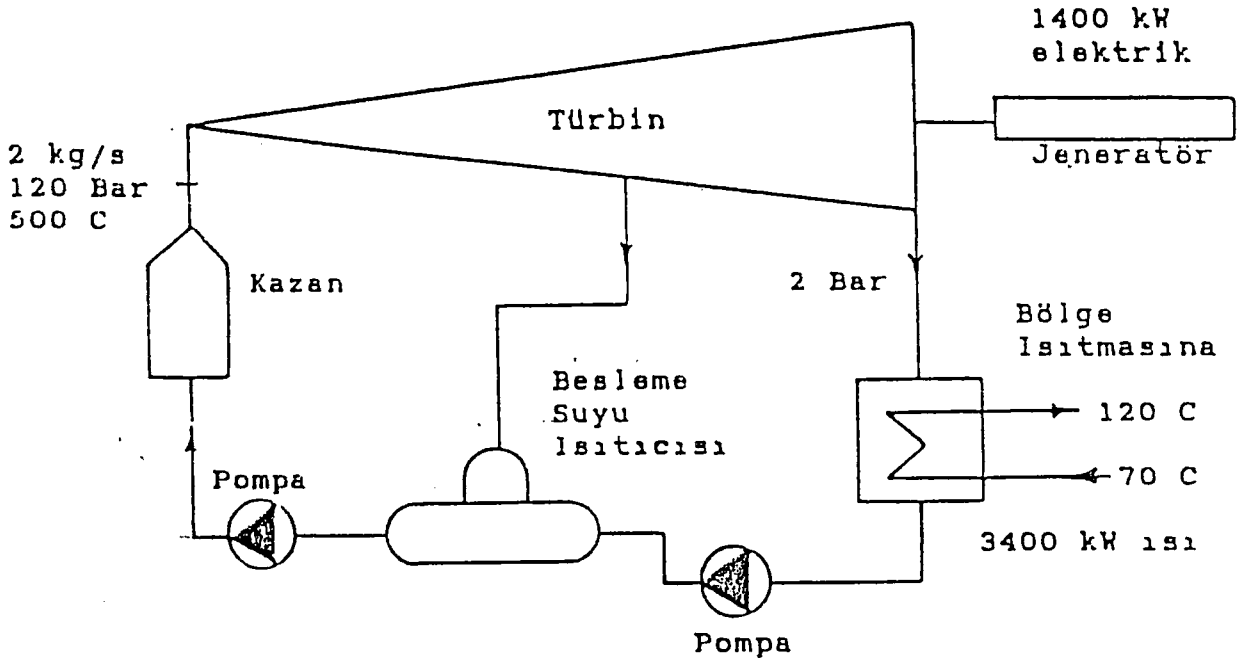 1400 kW
elektrik
Türbin
Jeneratör
2 kg/s
120 Bar
500 C
Kazan
2 Bar
Bölge
Isıtmasına
Besleme
Suyu
Isıtıcısı
120 C
70 C
Pompa
3400 kW ısı
Pompa